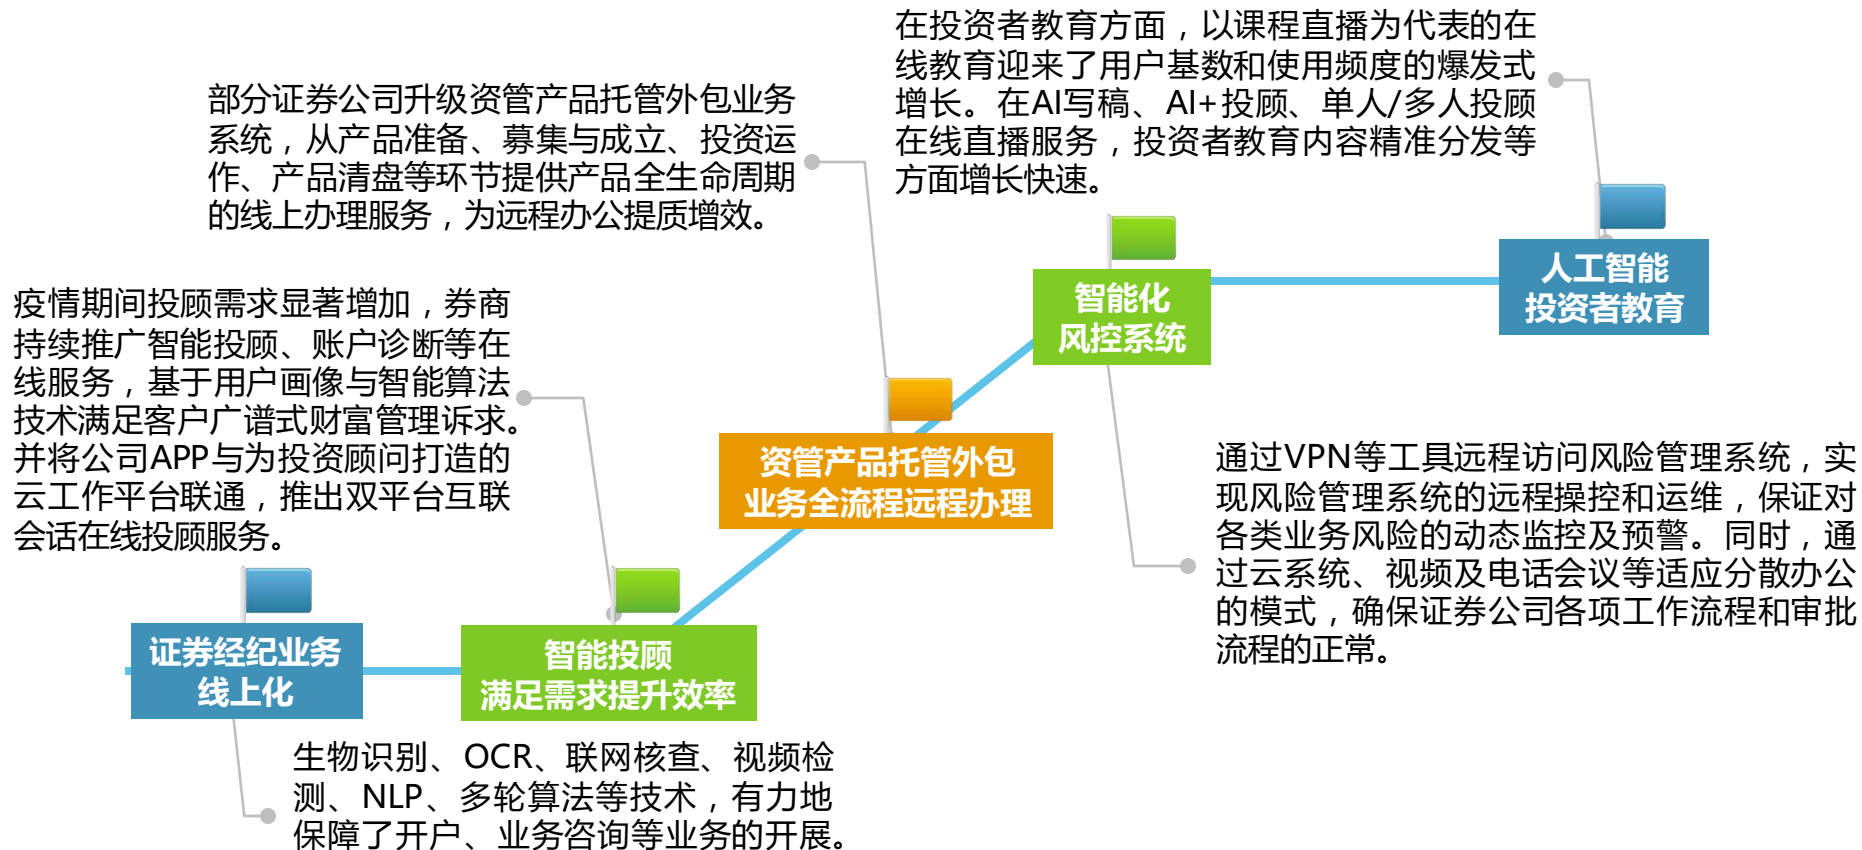 在投资者教育方面，以课程直播为代表的在
线教育迎来了用户基数和使用频度的爆发式
增长。在AI写稿、AI+投顾、单人/多人投顾
在线直播服务，投资者教育内容精准分发等
方面增长快速。
部分证券公司升级资管产品托管外包业务
系统，从产品准备、募集与成立、投资运
作、产品清盘等环节提供产品全生命周期
的线上办理服务，为远程办公提质增效。
人工智能
投资者教育
智能化
风控系统
疫情期间投顾需求显著增加，券商
持续推广智能投顾、账户诊断等在
线服务，基于用户画像与智能算法
技术满足客户广谱式财富管理诉求。
并将公司APP与为投资顾问打造的
云工作平台联通，推出双平台互联
会话在线投顾服务。
资管产品托管外包
业务全流程远程办理
通过VPN等工具远程访问风险管理系统，实
现风险管理系统的远程操控和运维，保证对
各类业务风险的动态监控及预警。同时，通
过云系统、视频及电话会议等适应分散办公
的模式，确保证券公司各项工作流程和审批
流程的正常。
证券经纪业务
线上化
智能投顾
满足需求提升效率
生物识别、OCR、联网核查、视频检
测、NLP、多轮算法等技术，有力地
保障了开户、业务咨询等业务的开展。